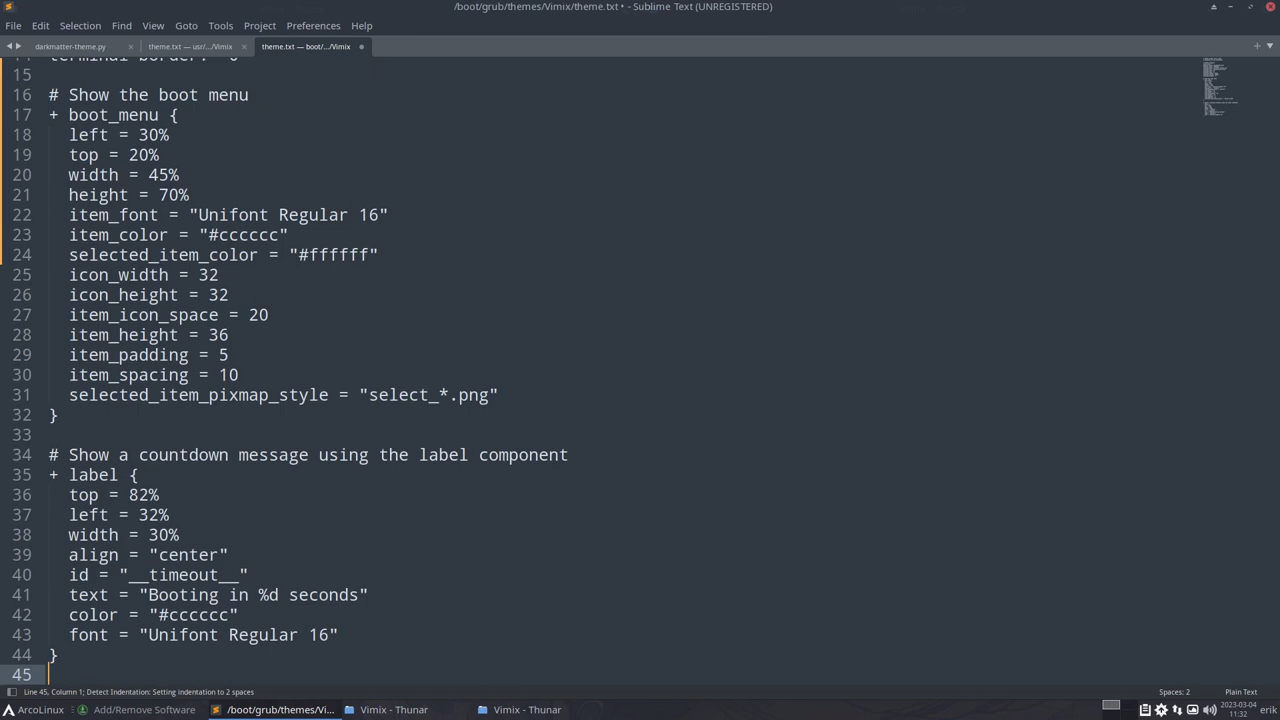 /boot/grub/themes/Vimix/theme.txt • - Sublime Text (UNREGISTERED)
File Edit Selection Find View Goto Tools Project Preferences Help
darkmatter-theme.py × theme.txt — usr/.../Vimix × theme.txt — boot/.../Vimix
15
16 # Show the boot menu
17 + boot_menu {
18 left = 30%
19 top = 20%
20 width = 45%
21 height = 70%
22 item_font = "Unifont Regular 16"
23 item_color = "#cccccc"
24 selected_item_color = "#ffffff"
25 icon_width = 32
26 icon_height = 32
27 item_icon_space = 20
28 item_height = 36
29 item_padding = 5
30 item_spacing = 10
31 selected_item_pixmap_style = "select_*.png"
32 }
33
34 # Show a countdown message using the label component
35 + label {
36 top = 82%
37 left = 32%
38 width = 30%
39 align = "center"
40 id = "__timeout__"
41 text = "Booting in %d seconds"
42 color = "#cccccc"
43 font = "Unifont Regular 16"
44 }
45
Line 45, Column 1; Detect Indentation: Setting indentation to 2 spaces Spaces: 2 Plain Text
ArcoLinux Add/Remove Software /boot/grub/themes/Vi... Vimix - Thunar Vimix - Thunar 2023-03-04 11:32 erik